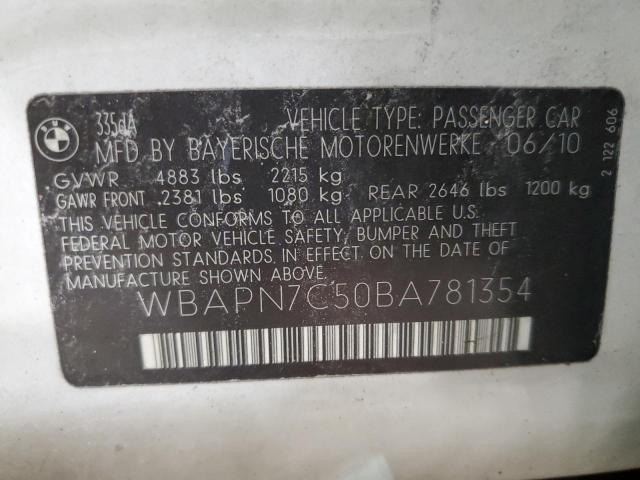 BMW
335dA VEHICLE TYPE: PASSENGER CAR
MFD BY BAYERISCHE MOTORENWERKE 06/10
GVWR 4883 lbs 2215 kg
GAWR FRONT 2381 lbs 1080 kg REAR 2646 lbs 1200 kg
THIS VEHICLE CONFORMS TO ALL APPLICABLE U.S.
FEDERAL MOTOR VEHICLE SAFETY, BUMPER AND THEFT
PREVENTION STANDARDS IN EFFECT ON THE DATE OF
MANUFACTURE SHOWN ABOVE.
WBAPN7C50BA781354
2 122 606